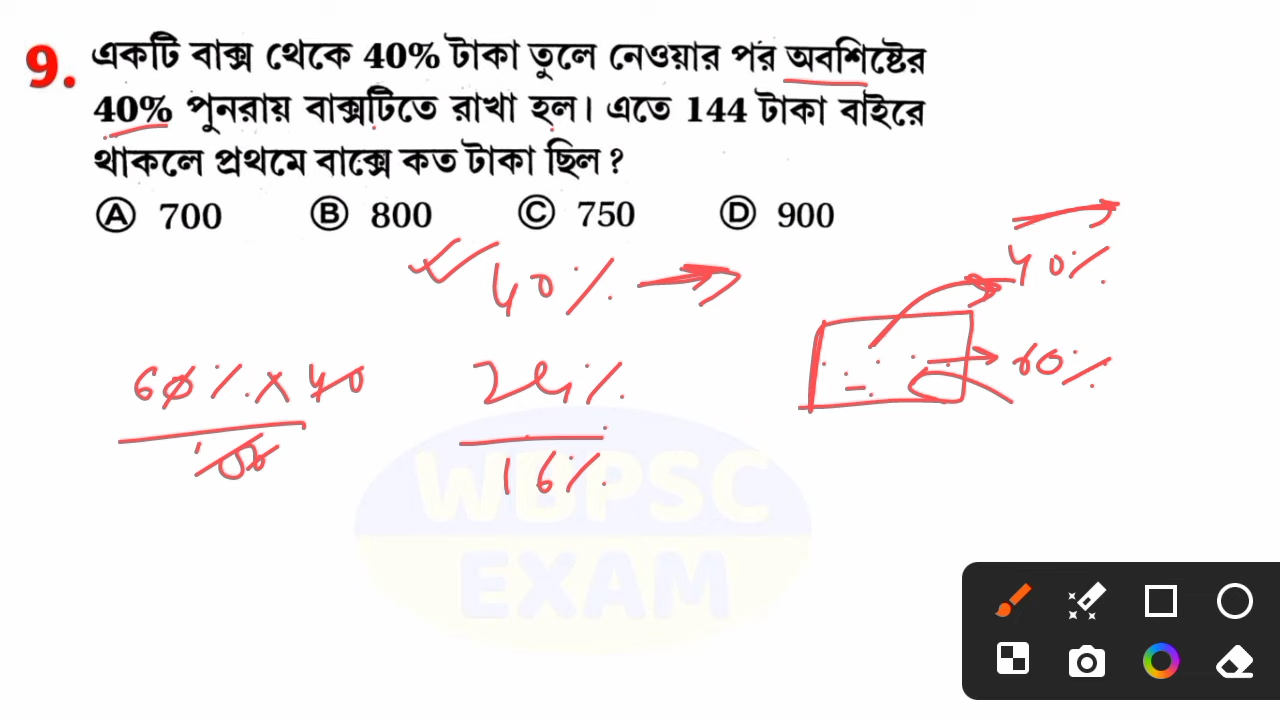 9. একটি বাক্স থেকে 40% টাকা তুলে নেওয়ার পর অবশিষ্টের
40% পুনরায় বাক্সটিতে রাখা হল। এতে 144 টাকা বাইরে
থাকলে প্রথমে বাক্সে কত টাকা ছিল ?
Ⓐ 700 Ⓑ 800 Ⓒ 750 Ⓓ 900
40%
40%
60% × 40
100
24%
60%
16%
WBPSC
EXAM